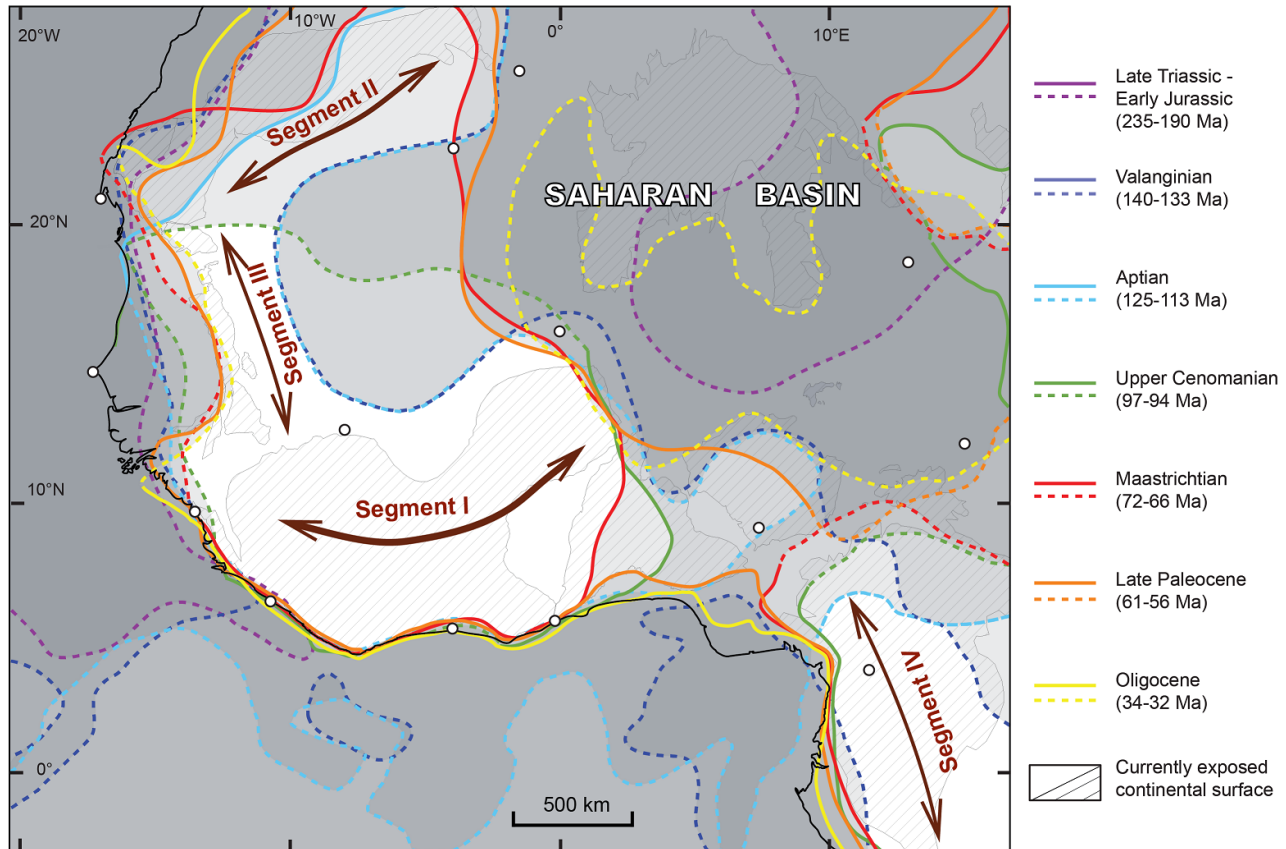 20°W
10°W
0°
10°E
20°N
10°N
0°
Segment II
SAHARAN BASIN
Segment III
Segment I
Segment IV
500 km
Late Triassic -
Early Jurassic
(235-190 Ma)
Valanginian
(140-133 Ma)
Aptian
(125-113 Ma)
Upper Cenomanian
(97-94 Ma)
Maastrichtian
(72-66 Ma)
Late Paleocene
(61-56 Ma)
Oligocene
(34-32 Ma)
Currently exposed
continental surface